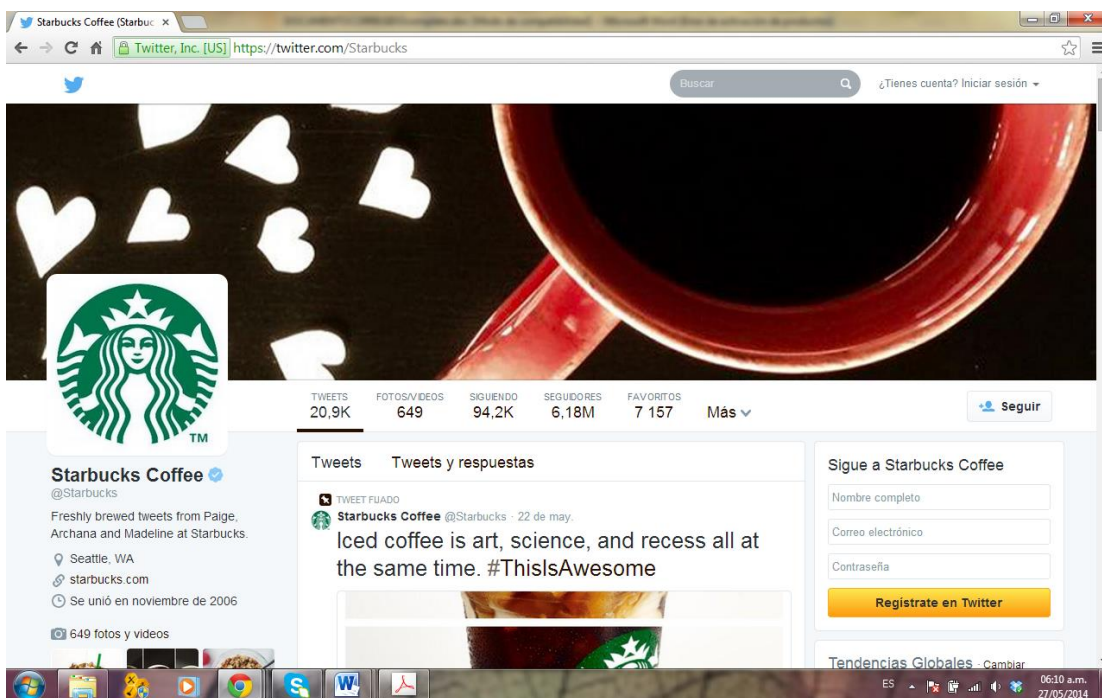 Starbucks Coffee (Starbuc ×
Twitter, Inc. [US] https://twitter.com/Starbucks
Buscar
¿Tienes cuenta? Iniciar sesión
TM
TWEETS
20,9K
FOTOS/VIDEOS
649
SIGUIENDO
94,2K
SEGUIDORES
6,18M
FAVORITOS
7 157
Más
Seguir
Starbucks Coffee
@Starbucks
Freshly brewed tweets from Paige,
Archana and Madeline at Starbucks.
Seattle, WA
starbucks.com
Se unió en noviembre de 2006
649 fotos y videos
Tweets Tweets y respuestas
TWEET FIJADO
Starbucks Coffee @Starbucks · 22 de may.
Iced coffee is art, science, and recess all at
the same time. #ThisIsAwesome
Sigue a Starbucks Coffee
Nombre completo
Correo electrónico
Contraseña
Regístrate en Twitter
Tendencias Globales · Cambiar
ES
06:10 a.m.
27/05/2014